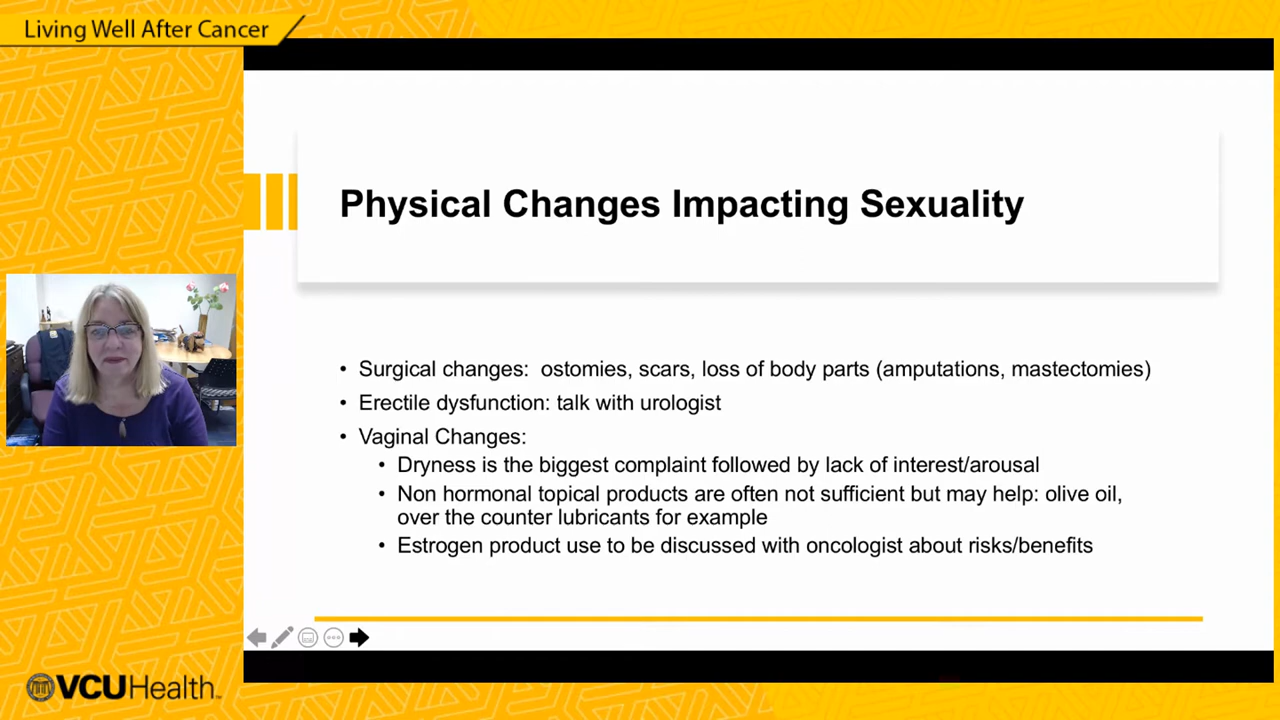 Living Well After Cancer
Physical Changes Impacting Sexuality
• Surgical changes:  ostomies, scars, loss of body parts (amputations, mastectomies)
• Erectile dysfunction: talk with urologist
• Vaginal Changes:
• Dryness is the biggest complaint followed by lack of interest/arousal
• Non hormonal topical products are often not sufficient but may help: olive oil,
over the counter lubricants for example
• Estrogen product use to be discussed with oncologist about risks/benefits
VCUHealth